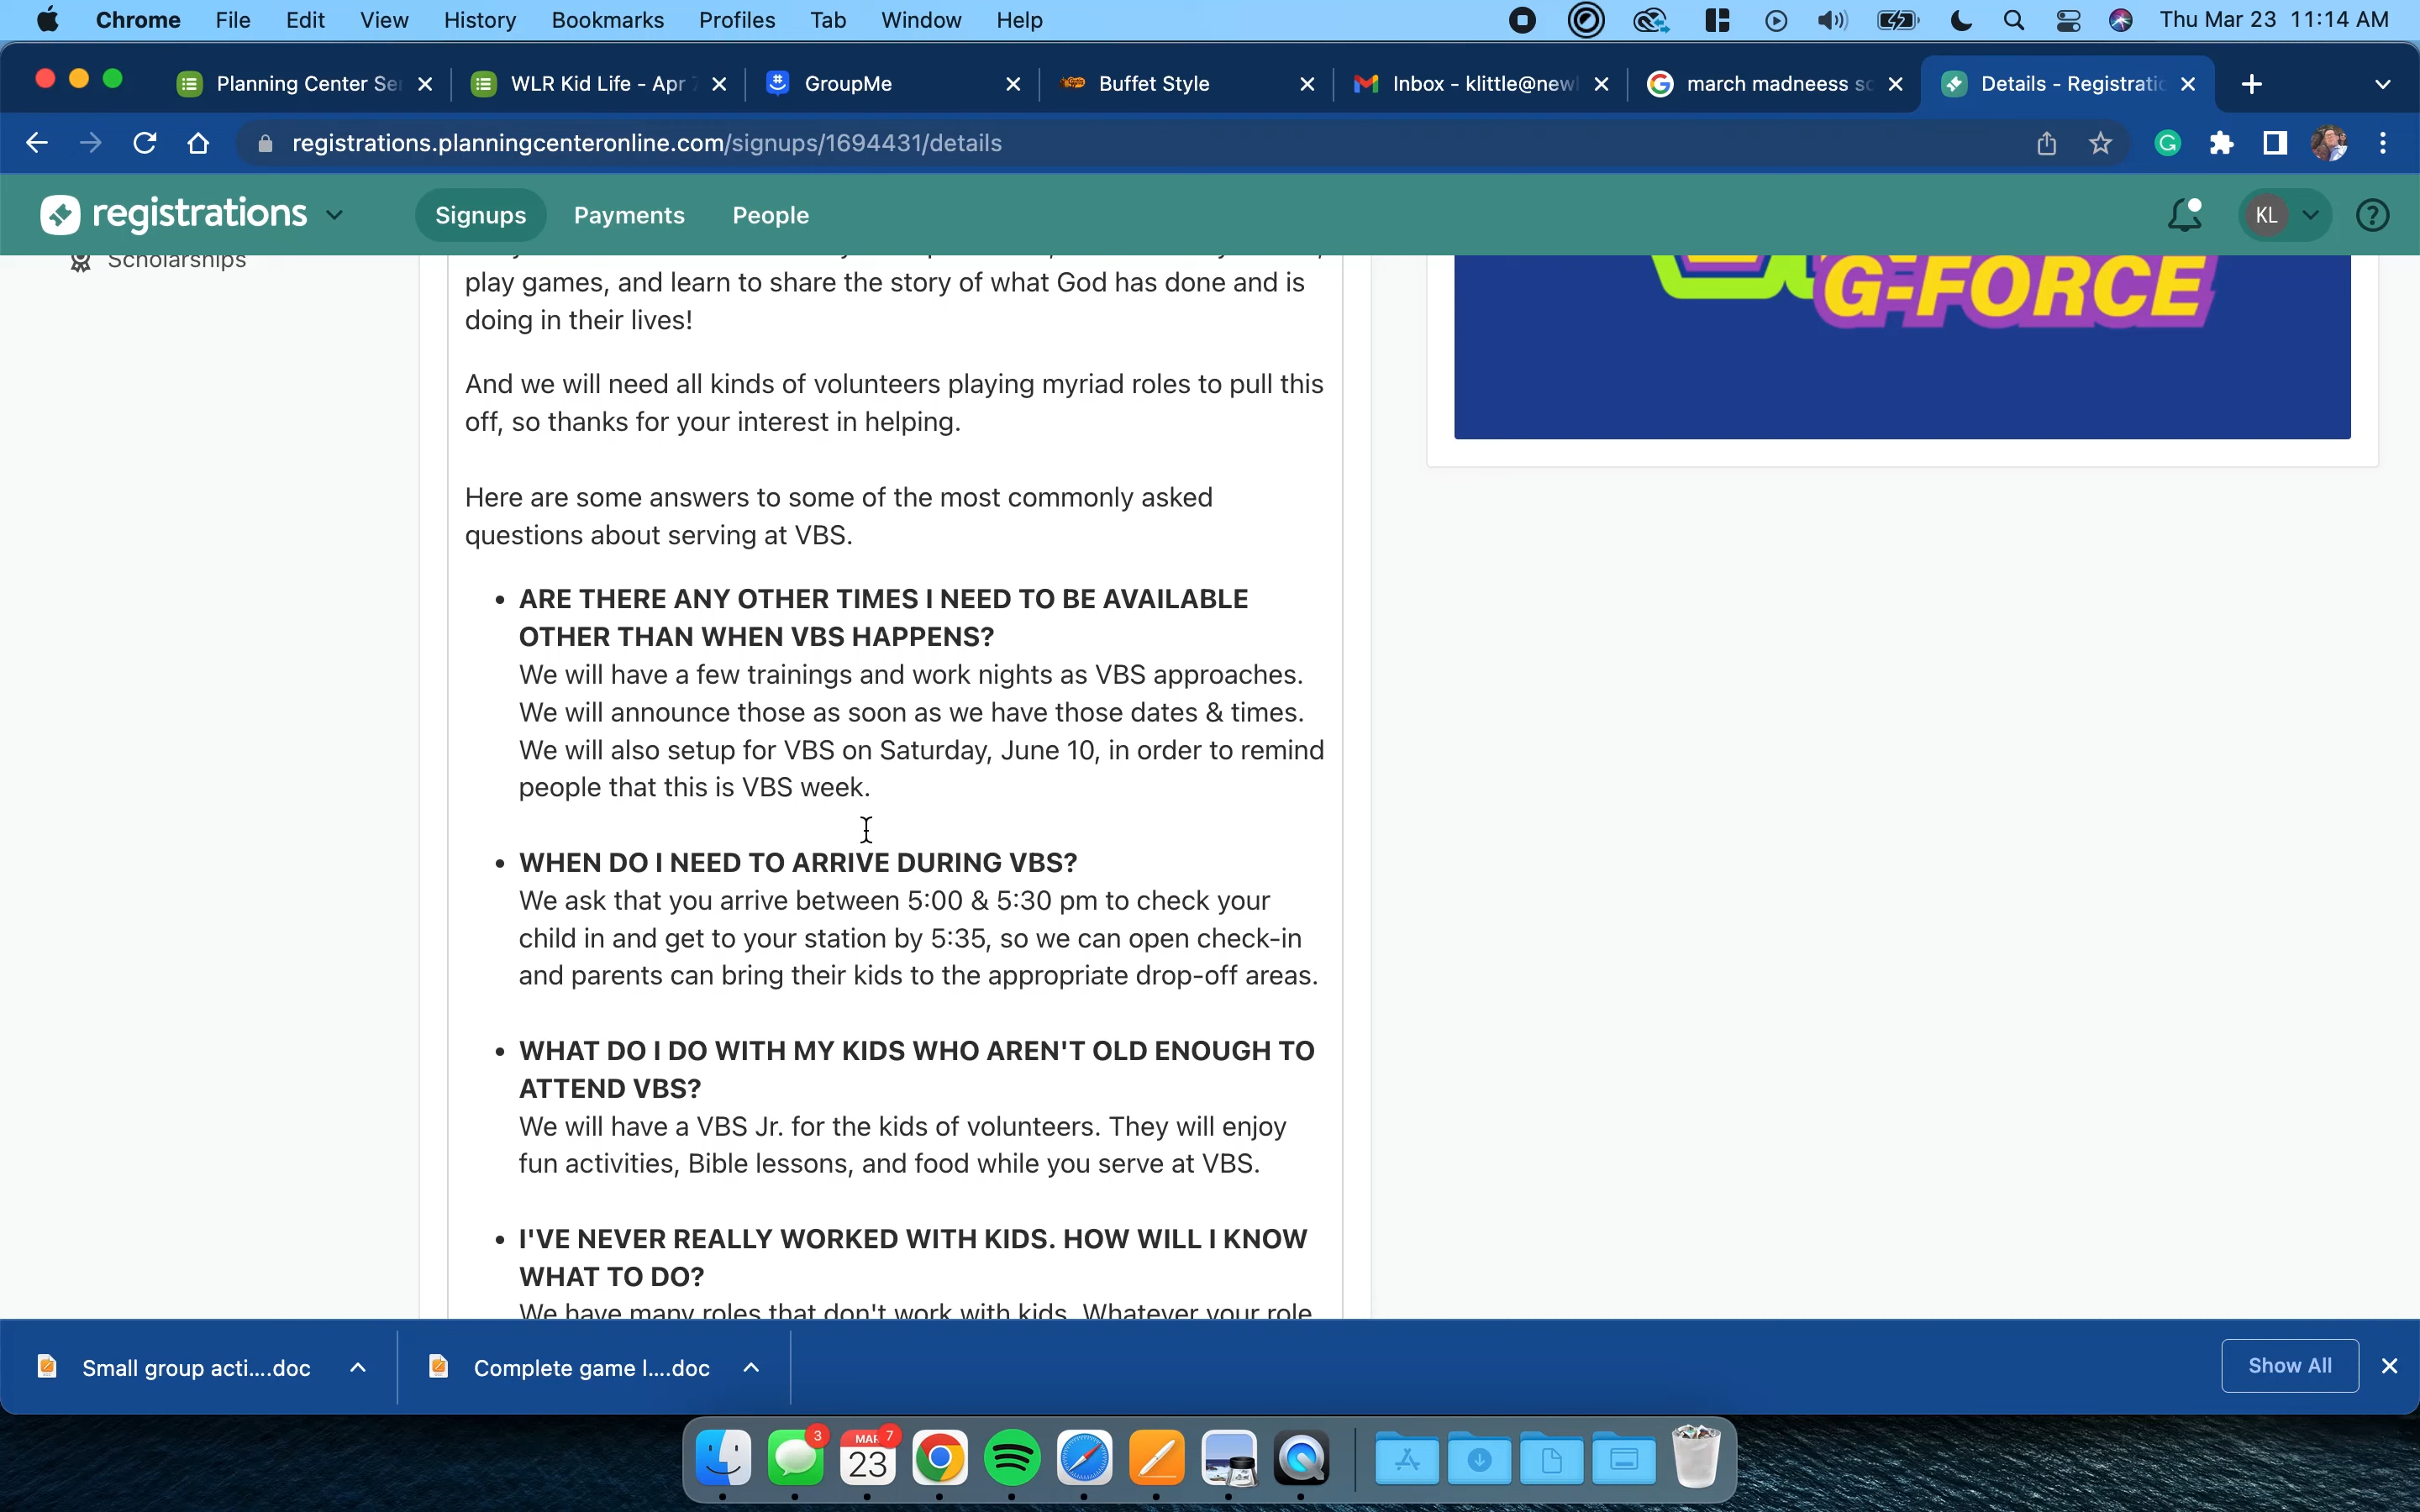 Chrome File Edit View History Bookmarks Profiles Tab Window Help Thu Mar 23 11:14 AM
Planning Center Se WLR Kid Life - Apr GroupMe Buffet Style Inbox - klittle@new march madneess sc Details - Registratic
registrations.planningcenteronline.com/signups/1694431/details
registrations Signups Payments People KL
Scholarships
play games, and learn to share the story of what God has done and is
doing in their lives!
And we will need all kinds of volunteers playing myriad roles to pull this
off, so thanks for your interest in helping.
Here are some answers to some of the most commonly asked
questions about serving at VBS.
• ARE THERE ANY OTHER TIMES I NEED TO BE AVAILABLE
OTHER THAN WHEN VBS HAPPENS?
We will have a few trainings and work nights as VBS approaches.
We will announce those as soon as we have those dates & times.
We will also setup for VBS on Saturday, June 10, in order to remind
people that this is VBS week.
• WHEN DO I NEED TO ARRIVE DURING VBS?
We ask that you arrive between 5:00 & 5:30 pm to check your
child in and get to your station by 5:35, so we can open check-in
and parents can bring their kids to the appropriate drop-off areas.
• WHAT DO I DO WITH MY KIDS WHO AREN'T OLD ENOUGH TO
ATTEND VBS?
We will have a VBS Jr. for the kids of volunteers. They will enjoy
fun activities, Bible lessons, and food while you serve at VBS.
• I'VE NEVER REALLY WORKED WITH KIDS. HOW WILL I KNOW
WHAT TO DO?
We have many roles that don't work with kids. Whatever your role
G-FORCE
Small group acti....doc Complete game l....doc Show All
3
MAR 7
23